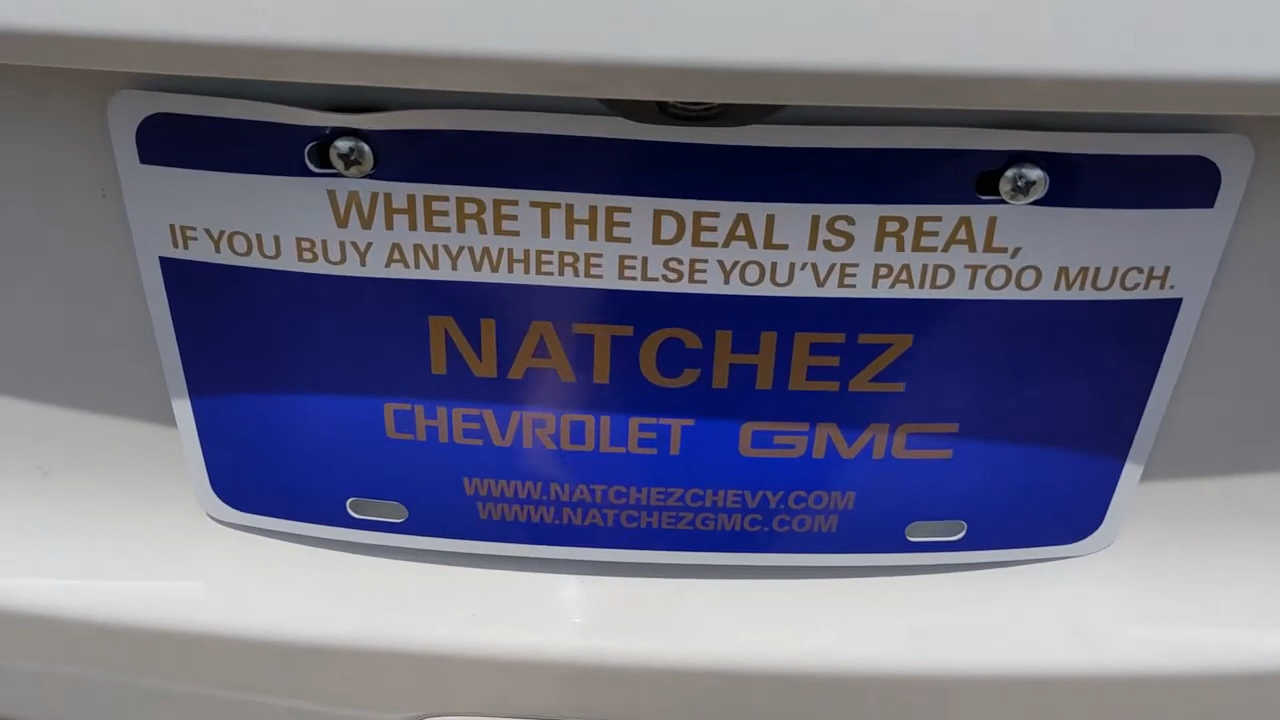 WHERE THE DEAL IS REAL,
IF YOU BUY ANYWHERE ELSE YOU'VE PAID TOO MUCH.
NATCHEZ
CHEVROLET GMC
WWW.NATCHEZCHEVY.COM
WWW.NATCHEZGMC.COM